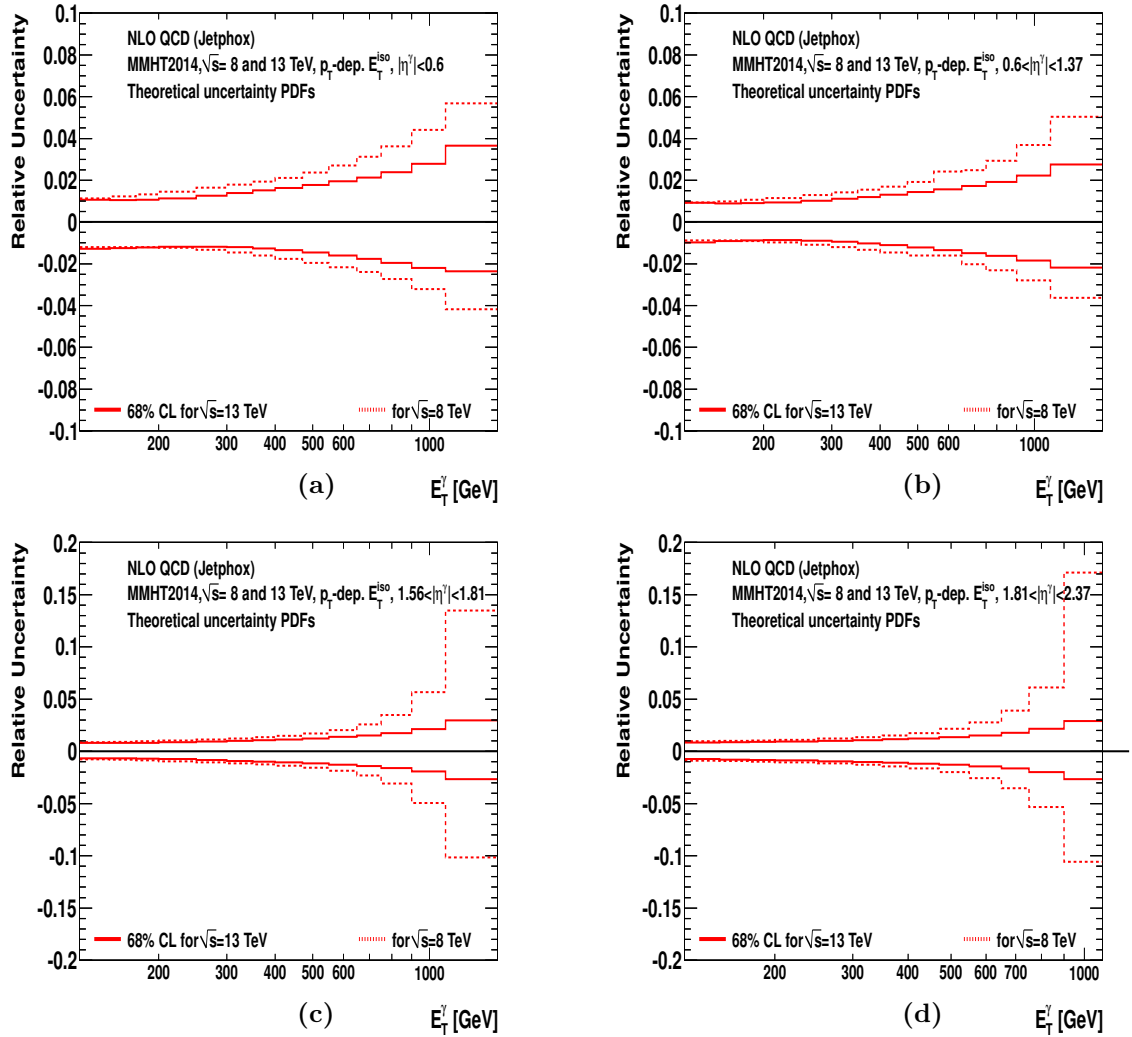 Relative Uncertainty
0.1
0.08
0.06
0.04
0.02
0
-0.02
-0.04
-0.06
-0.08
-0.1
NLO QCD (Jetphox)
MMHT2014,√s= 8 and 13 TeV, p_T-dep. E_T^iso, |η^γ|<0.6
Theoretical uncertainty PDFs
68% CL for√s=13 TeV
for√s=8 TeV
200 300 400 500 600 1000
E_T^γ [GeV]
(a)
Relative Uncertainty
0.1
0.08
0.06
0.04
0.02
0
-0.02
-0.04
-0.06
-0.08
-0.1
NLO QCD (Jetphox)
MMHT2014,√s= 8 and 13 TeV, p_T-dep. E_T^iso, 0.6<|η^γ|<1.37
Theoretical uncertainty PDFs
68% CL for√s=13 TeV
for√s=8 TeV
200 300 400 500 600 1000
E_T^γ [GeV]
(b)
Relative Uncertainty
0.2
0.15
0.1
0.05
0
-0.05
-0.1
-0.15
-0.2
NLO QCD (Jetphox)
MMHT2014,√s= 8 and 13 TeV, p_T-dep. E_T^iso, 1.56<|η^γ|<1.81
Theoretical uncertainty PDFs
68% CL for√s=13 TeV
for√s=8 TeV
200 300 400 500 600 1000
E_T^γ [GeV]
(c)
Relative Uncertainty
0.2
0.15
0.1
0.05
0
-0.05
-0.1
-0.15
-0.2
NLO QCD (Jetphox)
MMHT2014,√s= 8 and 13 TeV, p_T-dep. E_T^iso, 1.81<|η^γ|<2.37
Theoretical uncertainty PDFs
68% CL for√s=13 TeV
for√s=8 TeV
200 300 400 500 600 700 1000
E_T^γ [GeV]
(d)